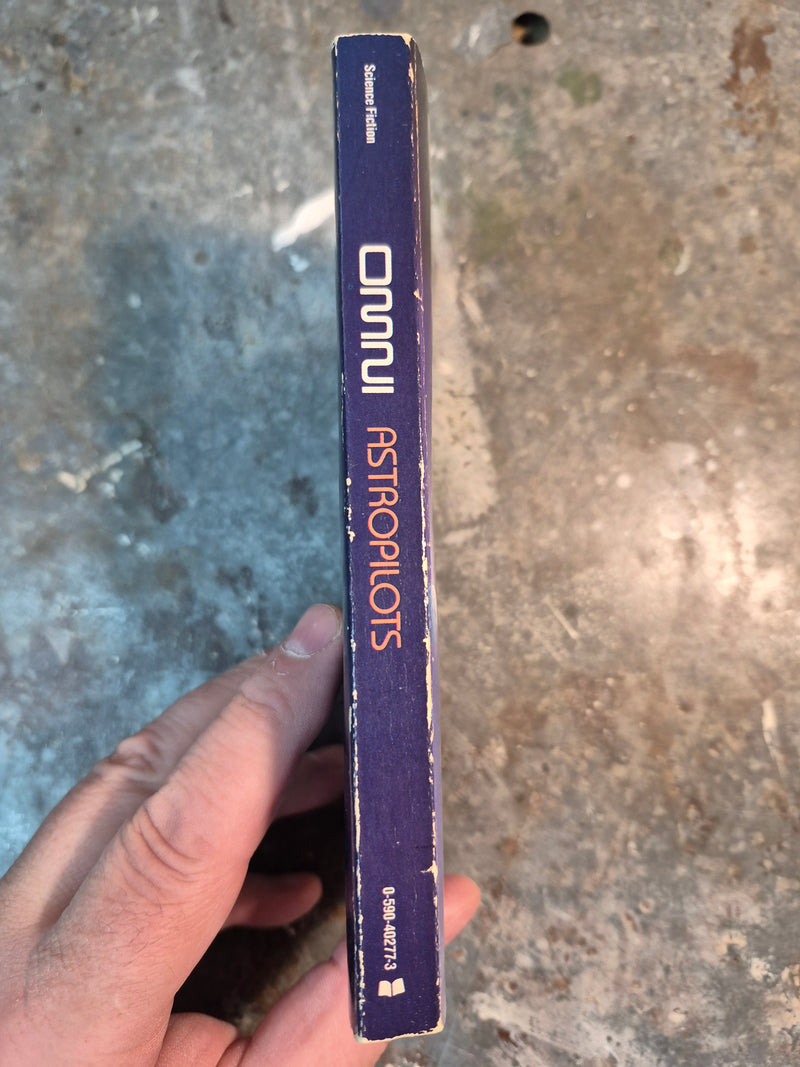 Science Fiction
OMNI
ASTROPILOTS
0-590-40277-3